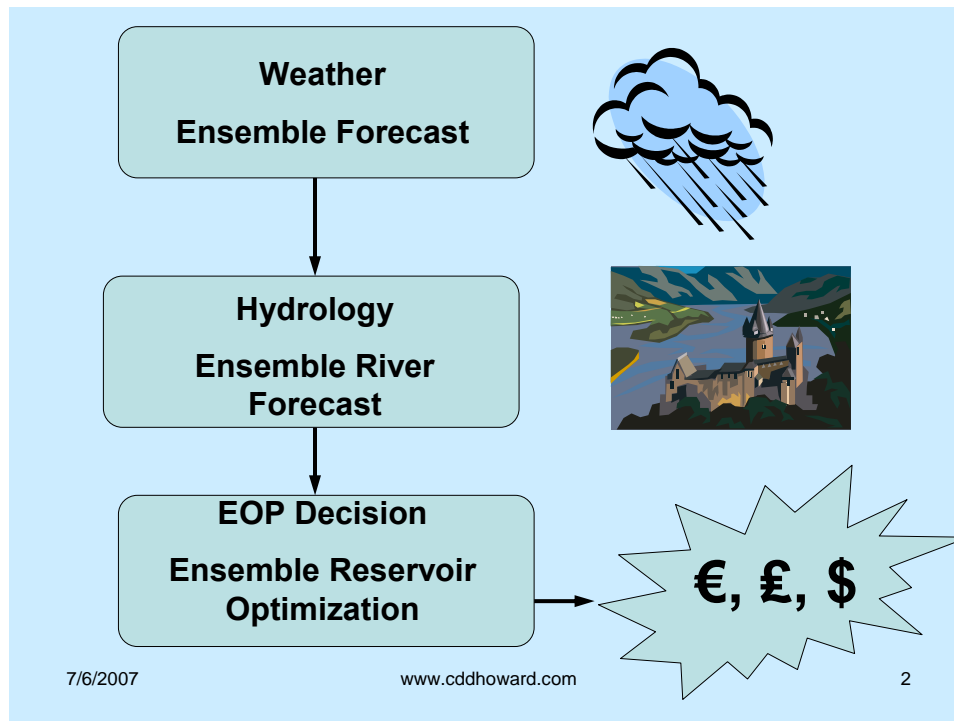 Weather
Ensemble Forecast
Hydrology
Ensemble River
Forecast
EOP Decision
Ensemble Reservoir
Optimization
€, £, $
7/6/2007
www.cddhoward.com
2